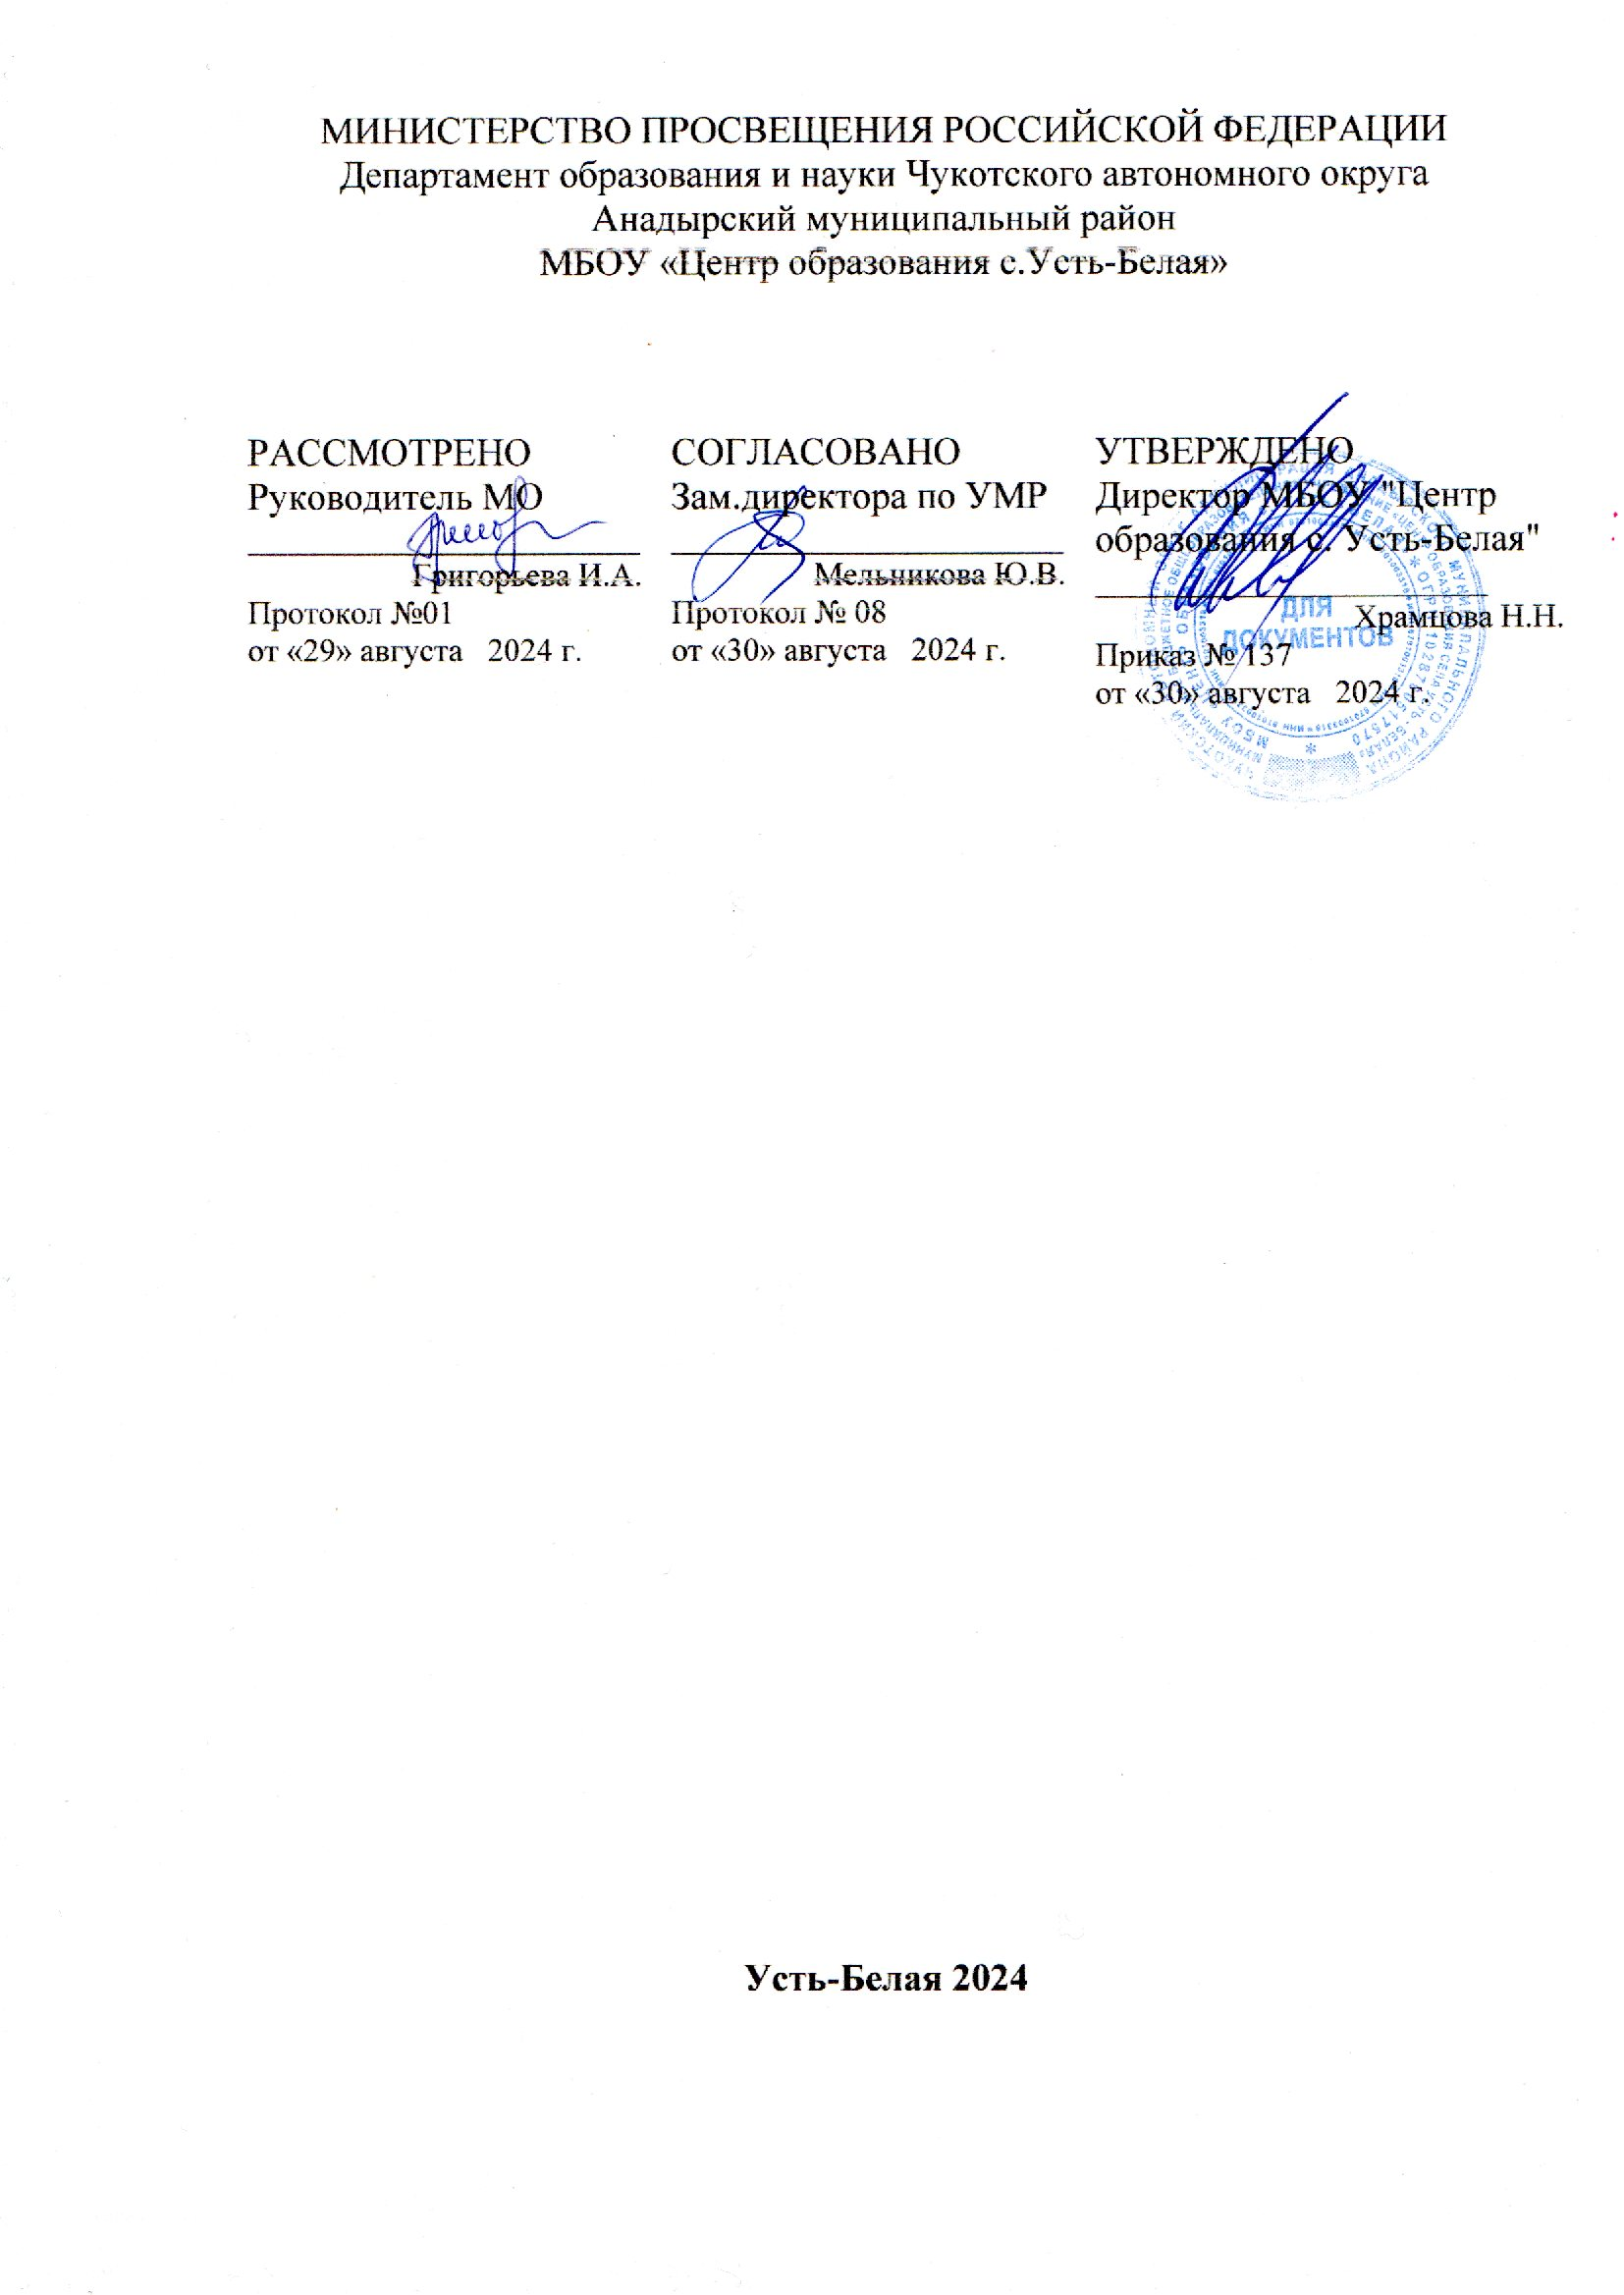 МИНИСТЕРСТВО ПРОСВЕЩЕНИЯ РОССИЙСКОЙ ФЕДЕРАЦИИ
Департамент образования и науки Чукотского автономного округа
Анадырский муниципальный район
МБОУ «Центр образования с.Усть-Белая»
РАССМОТРЕНО
Руководитель МО
Григорьева И.А.
Протокол №01
от «29» августа 2024 г.
СОГЛАСОВАНО
Зам.директора по УМР
Мельникова Ю.В.
Протокол № 08
от «30» августа 2024 г.
УТВЕРЖДЕНО
Директор МБОУ "Центр
образования с. Усть-Белая"
Храмцова Н.Н.
Приказ № 137
от «30» августа 2024 г.
ДЛЯ
ДОКУМЕНТОВ
Усть-Белая 2024